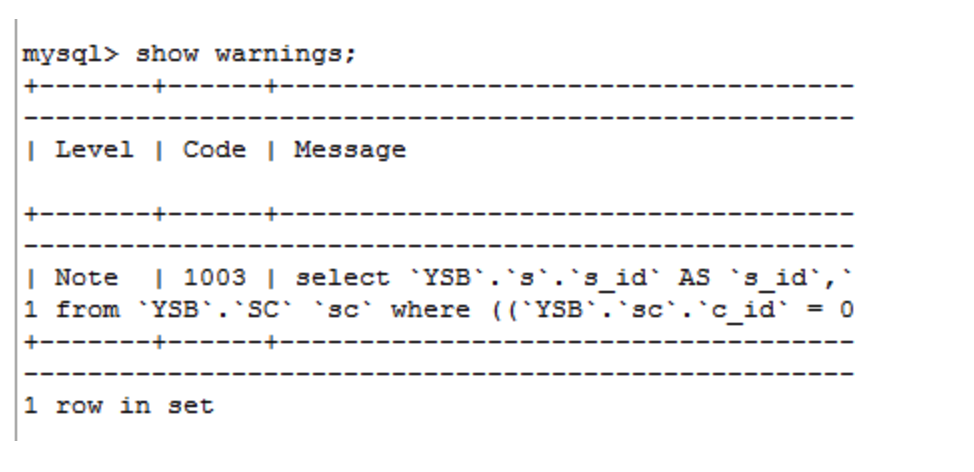 mysql> show warnings;
+-------+------+------------------------------------
----------------------------------------------------
| Level | Code | Message
+-------+------+------------------------------------
----------------------------------------------------
| Note  | 1003 | select `YSB`.`s`.`s_id` AS `s_id`,`
1 from `YSB`.`SC` `sc` where ((`YSB`.`sc`.`c_id` = 0
+-------+------+------------------------------------
----------------------------------------------------
1 row in set